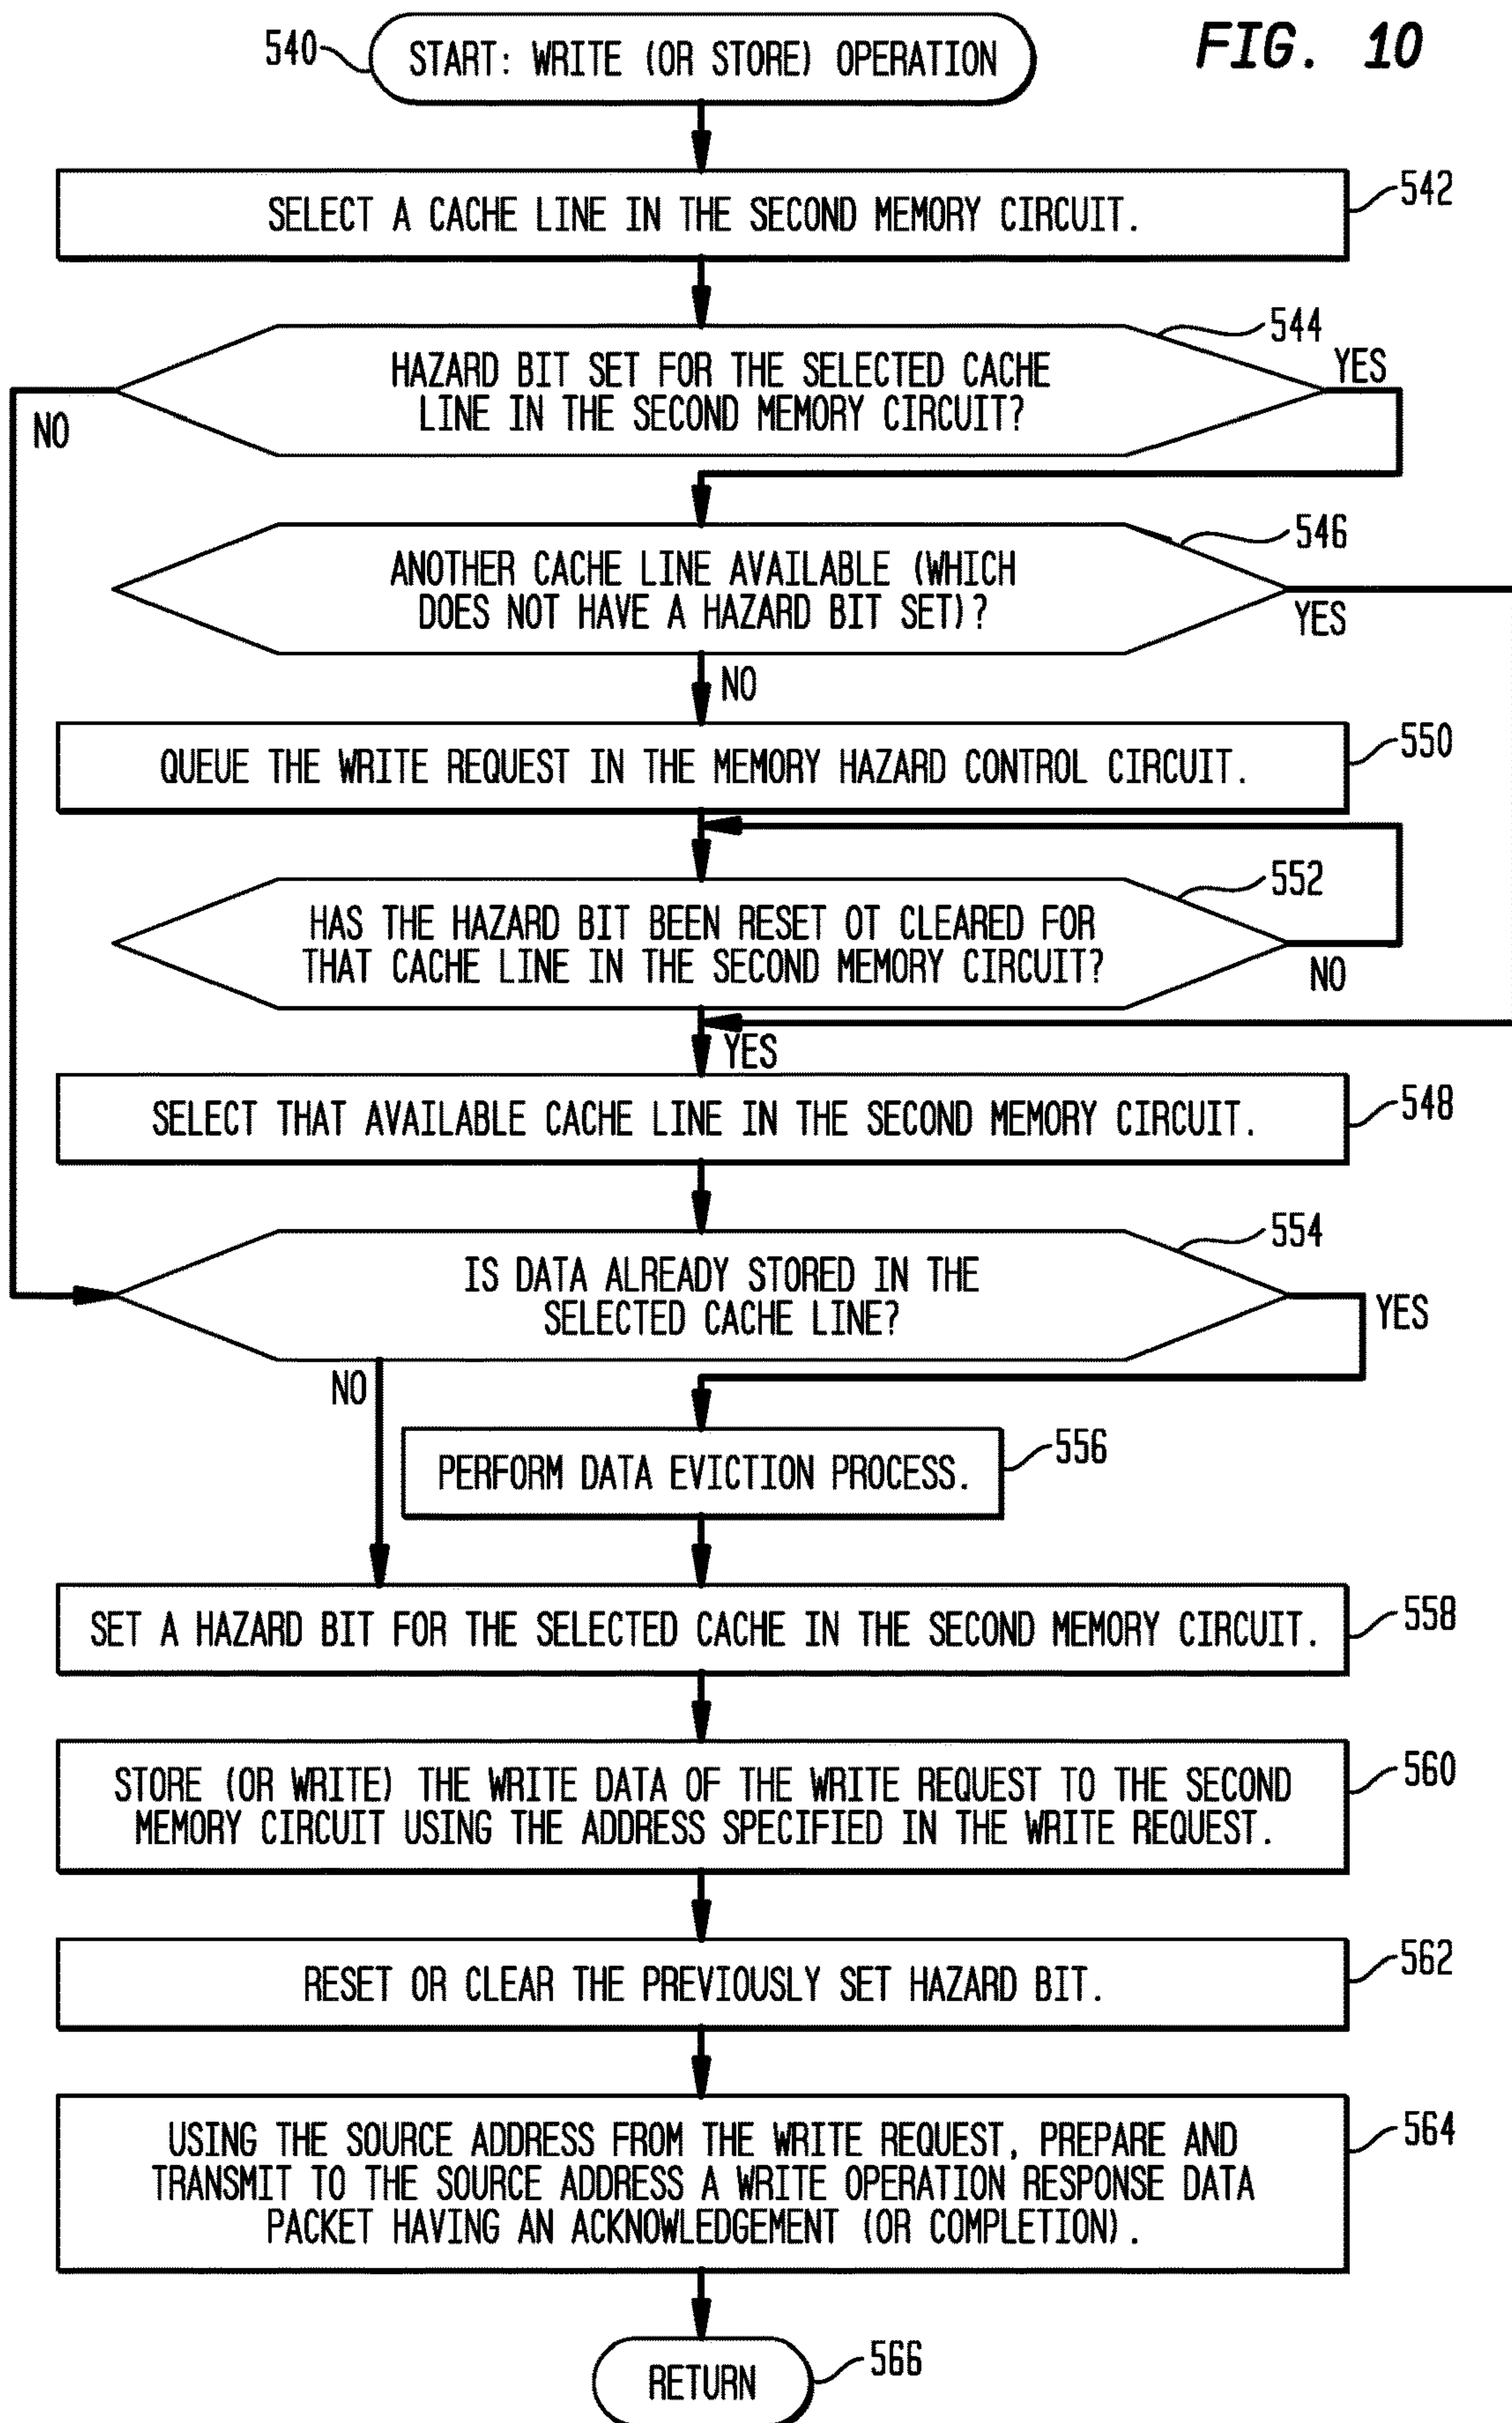 FIG. 10
540
START: WRITE (OR STORE) OPERATION
542
SELECT A CACHE LINE IN THE SECOND MEMORY CIRCUIT.
544
HAZARD BIT SET FOR THE SELECTED CACHE
LINE IN THE SECOND MEMORY CIRCUIT?
YES
NO
546
ANOTHER CACHE LINE AVAILABLE (WHICH
DOES NOT HAVE A HAZARD BIT SET)?
YES
NO
550
QUEUE THE WRITE REQUEST IN THE MEMORY HAZARD CONTROL CIRCUIT.
552
HAS THE HAZARD BIT BEEN RESET OT CLEARED FOR
THAT CACHE LINE IN THE SECOND MEMORY CIRCUIT?
NO
YES
548
SELECT THAT AVAILABLE CACHE LINE IN THE SECOND MEMORY CIRCUIT.
554
IS DATA ALREADY STORED IN THE
SELECTED CACHE LINE?
YES
NO
556
PERFORM DATA EVICTION PROCESS.
558
SET A HAZARD BIT FOR THE SELECTED CACHE IN THE SECOND MEMORY CIRCUIT.
560
STORE (OR WRITE) THE WRITE DATA OF THE WRITE REQUEST TO THE SECOND
MEMORY CIRCUIT USING THE ADDRESS SPECIFIED IN THE WRITE REQUEST.
562
RESET OR CLEAR THE PREVIOUSLY SET HAZARD BIT.
564
USING THE SOURCE ADDRESS FROM THE WRITE REQUEST, PREPARE AND
TRANSMIT TO THE SOURCE ADDRESS A WRITE OPERATION RESPONSE DATA
PACKET HAVING AN ACKNOWLEDGEMENT (OR COMPLETION).
RETURN
566